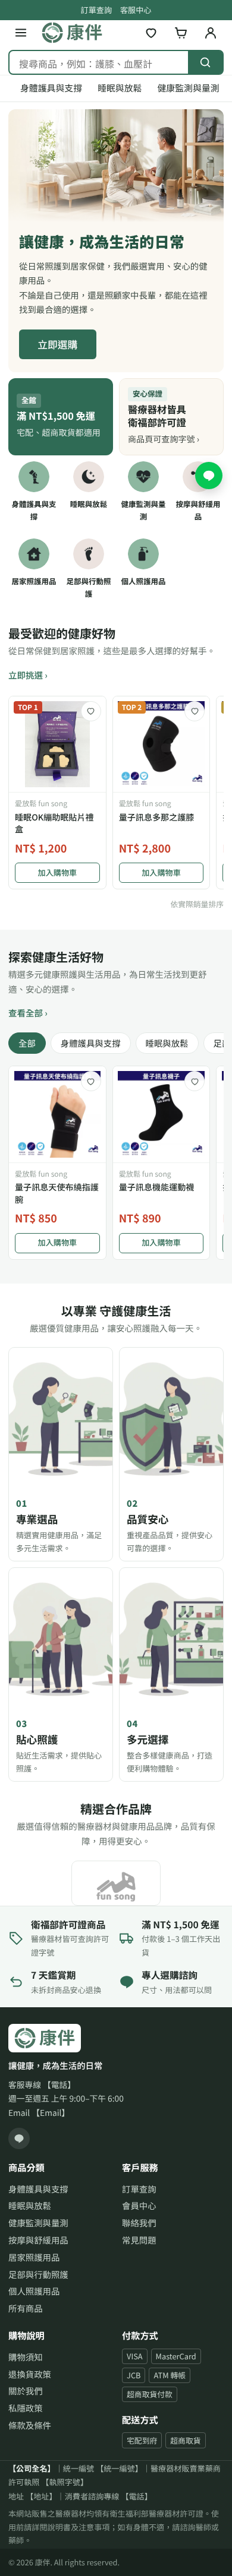 訂單查詢 客服中心
康伴
搜尋商品，例如：護膝、血壓計
身體護具與支撐 睡眠與放鬆 健康監測與量測
讓健康，成為生活的日常
從日常照護到居家保健，我們嚴選實用、安心的健
康用品。
不論是自己使用，還是照顧家中長輩，都能在這裡
找到最合適的選擇。
立即選購
全館
滿 NT$1,500 免運
宅配、超商取貨都適用
安心保證
醫療器材皆具
衛福部許可證
商品頁可查詢字號 ›
身體護具與支
撐
睡眠與放鬆
健康監測與量
測
按摩與紓緩用
品
居家照護用品
足部與行動照
護
個人照護用品
最受歡迎的健康好物
從日常保健到居家照護，這些是最多人選擇的好幫手。
立即挑選 ›
TOP 1
愛放鬆 fun song
睡眠OK繃助眠貼片禮
盒
NT$ 1,200
加入購物車
TOP 2
愛放鬆 fun song
量子訊息多那之護膝
NT$ 2,800
加入購物車
依實際銷量排序
探索健康生活好物
精選多元健康照護與生活用品，為日常生活找到更舒
適、安心的選擇。
查看全部 ›
全部 身體護具與支撐 睡眠與放鬆
量子訊息天使布繞指護
愛放鬆 fun song
量子訊息天使布繞指護
腕
NT$ 850
加入購物車
量子訊息襪子
愛放鬆 fun song
量子訊息機能運動襪
NT$ 890
加入購物車
以專業 守護健康生活
嚴選優質健康用品，讓安心照護融入每一天。
01
專業選品
精選實用健康用品，滿足
多元生活需求。
02
品質安心
重視產品品質，提供安心
可靠的選擇。
03
貼心照護
貼近生活需求，提供貼心
照護。
04
多元選擇
整合多樣健康商品，打造
便利購物體驗。
精選合作品牌
嚴選值得信賴的醫療器材與健康用品品牌，品質有保
障，用得更安心。
fun song
衛福部許可證商品
醫療器材皆可查詢許可
證字號
滿 NT$ 1,500 免運
付款後 1–3 個工作天出
貨
7 天鑑賞期
未拆封商品安心退換
專人選購諮詢
尺寸、用法都可以問
康伴
讓健康，成為生活的日常
客服專線 【電話】
週一至週五 上午 9:00–下午 6:00
Email 【Email】
商品分類
身體護具與支撐
睡眠與放鬆
健康監測與量測
按摩與紓緩用品
居家照護用品
足部與行動照護
個人照護用品
所有商品
客戶服務
訂單查詢
會員中心
聯絡我們
常見問題
購物說明
購物須知
退換貨政策
關於我們
隱私政策
條款及條件
付款方式
VISA MasterCard
JCB ATM 轉帳
超商取貨付款
配送方式
宅配到府 超商取貨
【公司全名】｜統一編號 【統一編號】｜醫療器材販賣業藥商
許可執照 【執照字號】
地址 【地址】｜消費者諮詢專線 【電話】
本網站販售之醫療器材均領有衛生福利部醫療器材許可證。使
用前請詳閱說明書及注意事項；如有身體不適，請諮詢醫師或
藥師。
© 2026 康伴. All rights reserved.